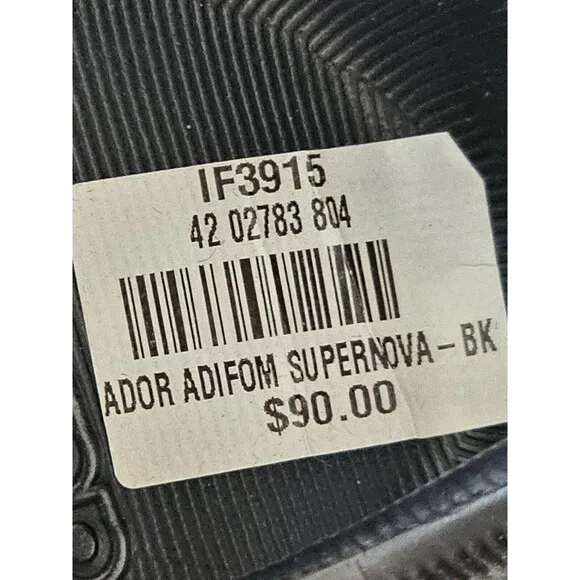 IF3915
42 02783 804
ADOR ADIFOM SUPERNOVA-BK
$90.00